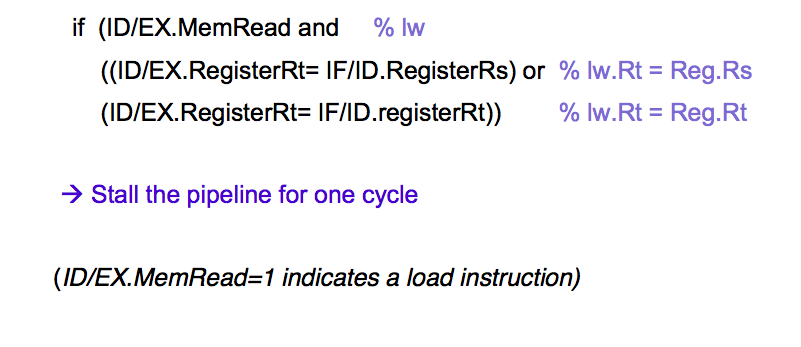 if (ID/EX.MemRead and % lw
((ID/EX.RegisterRt= IF/ID.RegisterRs) or % lw.Rt = Reg.Rs
(ID/EX.RegisterRt= IF/ID.registerRt)) % lw.Rt = Reg.Rt
→ Stall the pipeline for one cycle
(ID/EX.MemRead=1 indicates a load instruction)